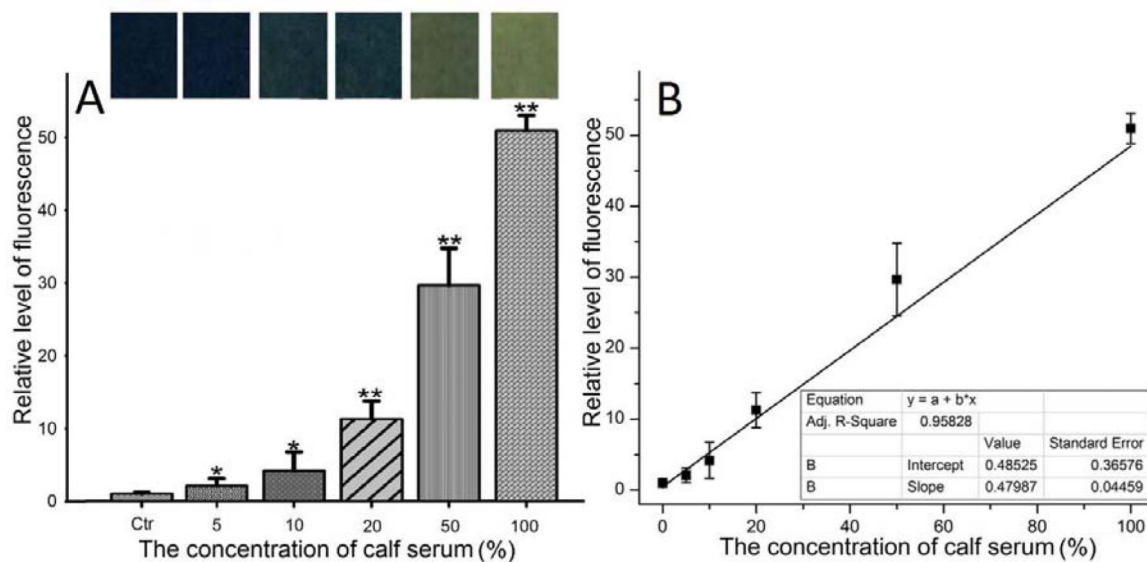 A
Relative level of fluorescence
50
40
30
20
10
0
**
**
**
*
*
Ctr 5 10 20 50 100
The concentration of calf serum (%)
B
Relative level of fluorescence
50
40
30
20
10
0
Equation y = a + b*x
Adj. R-Square 0.95828
Value Standard Error
B Intercept 0.48525 0.36576
B Slope 0.47987 0.04459
0 20 40 60 80 100
The concentration of calf serum (%)